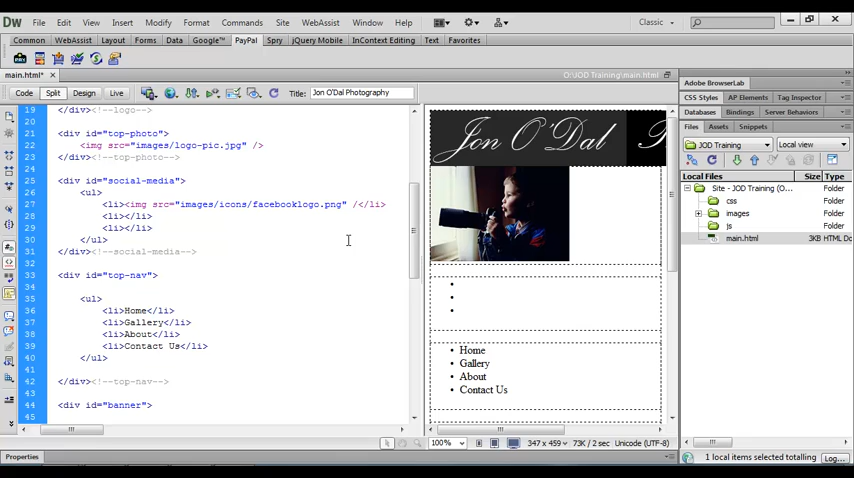 DW File Edit View Insert Modify Format Commands Site WebAssist Window Help Classic
Common WebAssist Layout Forms Data Google™ PayPal Spry jQuery Mobile InContext Editing Text Favorites
main.html* × O:\JOD Training\main.html
Code Split Design Live Title: Jon O'Dal Photography
19 </div><!--logo-->
20
21 <div id="top-photo">
22 <img src="images/logo-pic.jpg" />
23 </div><!--top-photo-->
24
25 <div id="social-media">
26 <ul>
27 <li><img src="images/icons/facebooklogo.png" /</li>
28 <li></li>
29 <li></li>
30 </ul>
31 </div><!--social-media-->
32
33 <div id="top-nav">
34
35 <ul>
36 <li>Home</li>
37 <li>Gallery</li>
38 <li>About</li>
39 <li>Contact Us</li>
40 </ul>
41
42 </div><!--top-nav-->
43
44 <div id="banner">
45
Jon O'Dal
• Home
• Gallery
• About
• Contact Us
100% 347 x 459 73K / 2 sec Unicode (UTF-8)
Properties
Adobe BrowserLab
CSS Styles AP Elements Tag Inspector
Databases Bindings Server Behaviors
Files Assets Snippets
JOD Training Local view
Local Files Size Type
Site - JOD Training (O... Folder
css Folder
images Folder
js Folder
main.html 3KB HTML Do
1 local items selected totalling Log...